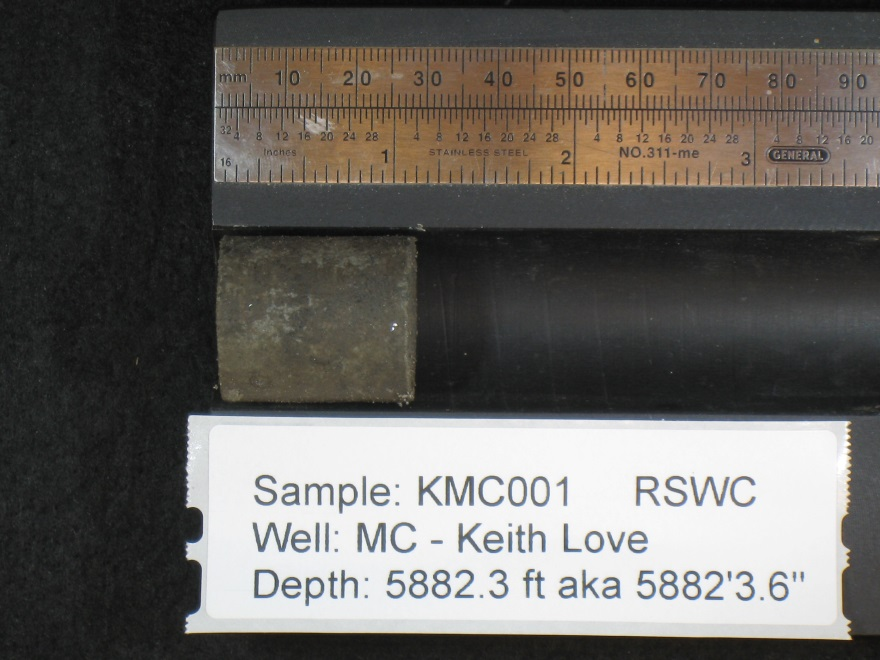 mm 10 20 30 40 50 60 70 80 90
32 4 8 12 16 20 24 28 4 8 12 16 20 24 28 4 8 12 16 20 24 28 4 8 12 16 20
16 Inches 1 STAINLESS STEEL 2 NO.311-me 3 GENERAL
Sample: KMC001 RSWC
Well: MC - Keith Love
Depth: 5882.3 ft aka 5882'3.6"